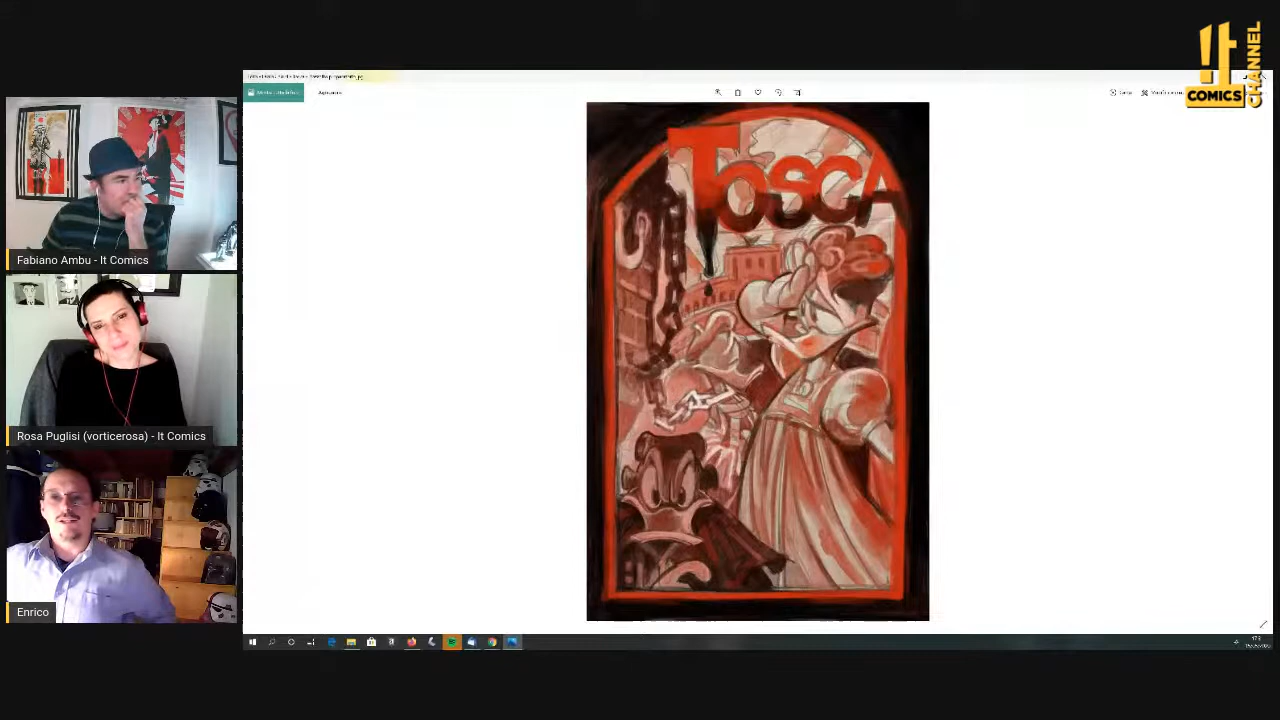 It
COMICS
CHANNEL
TOSCA
Fabiano Ambu - It Comics
Rosa Puglisi (vorticerosa) - It Comics
Enrico